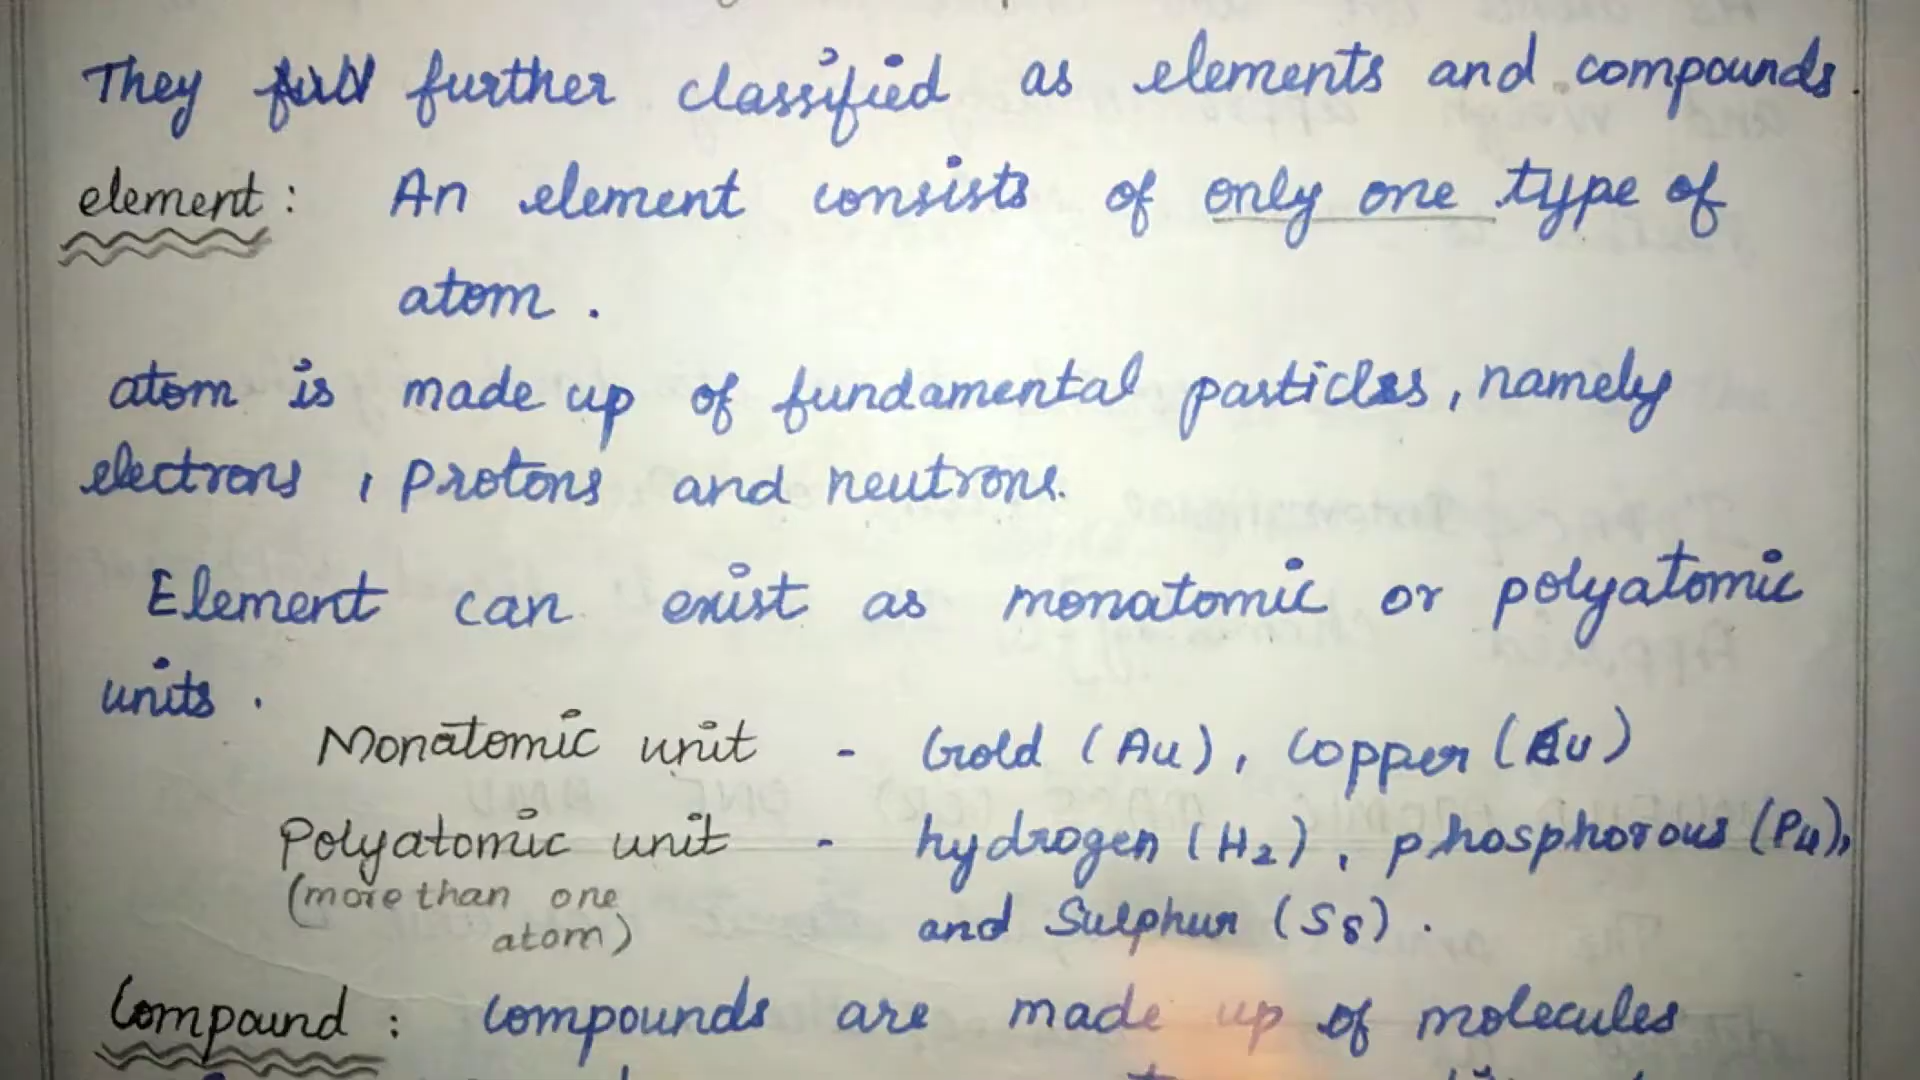 They further classified as elements and compounds.
element : An element consists of only one type of
atom .
atom is made up of fundamental particles, namely
electrons , protons and neutrons.
Element can exist as monatomic or polyatomic
units .
Monatomic unit - Gold (Au), Copper (Cu)
Polyatomic unit - hydrogen (H₂), phosphorous (P₄),
(more than one
atom) and Sulphur (S₈) .
Compound : Compounds are made up of molecules